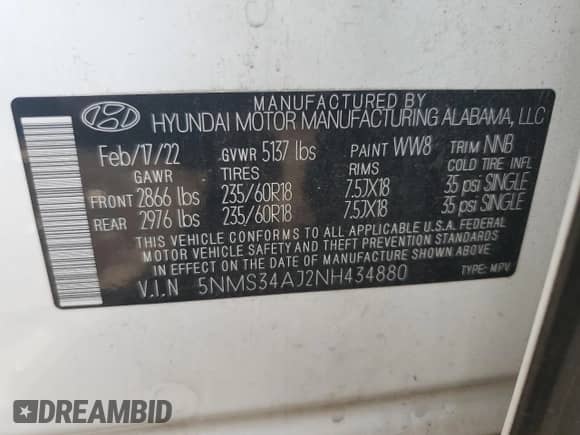 MANUFACTURED BY
HYUNDAI MOTOR MANUFACTURING ALABAMA, LLC
Feb/17/22 GVWR 5137 lbs PAINT WW8 TRIM NNB
GAWR TIRES RIMS COLD TIRE INFL
FRONT 2866 lbs 235/60R18 7.5JX18 35 psi SINGLE
REAR 2976 lbs 235/60R18 7.5JX18 35 psi SINGLE
THIS VEHICLE CONFORMS TO ALL APPLICABLE U.S.A. FEDERAL
MOTOR VEHICLE SAFETY AND THEFT PREVENTION STANDARDS
IN EFFECT ON THE DATE OF MANUFACTURE SHOWN ABOVE.
V.I.N 5NMS34AJ2NH434880 TYPE: MPV
DREAMBID